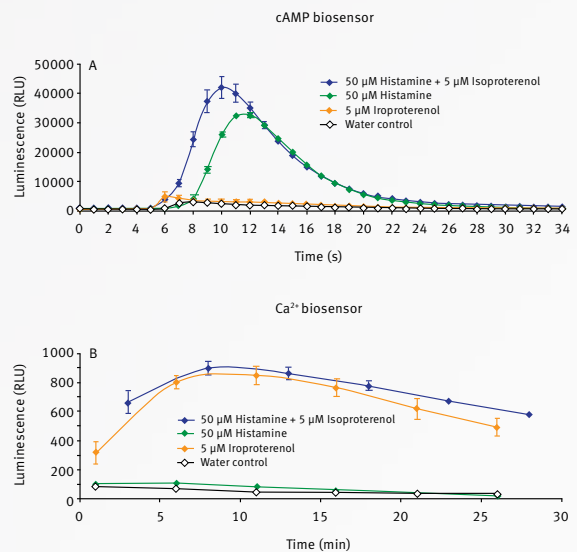 cAMP biosensor
A
Luminescence (RLU)
50000
40000
30000
20000
10000
0
50 µM Histamine + 5 µM Isoproterenol
50 µM Histamine
5 µM Iroproterenol
Water control
0 2 4 6 8 10 12 14 16 18 20 22 24 26 28 30 32 34
Time (s)
Ca²⁺ biosensor
B
Luminescence (RLU)
1000
800
600
400
200
0
50 µM Histamine + 5 µM Isoproterenol
50 µM Histamine
5 µM Iroproterenol
Water control
0 5 10 15 20 25 30
Time (min)